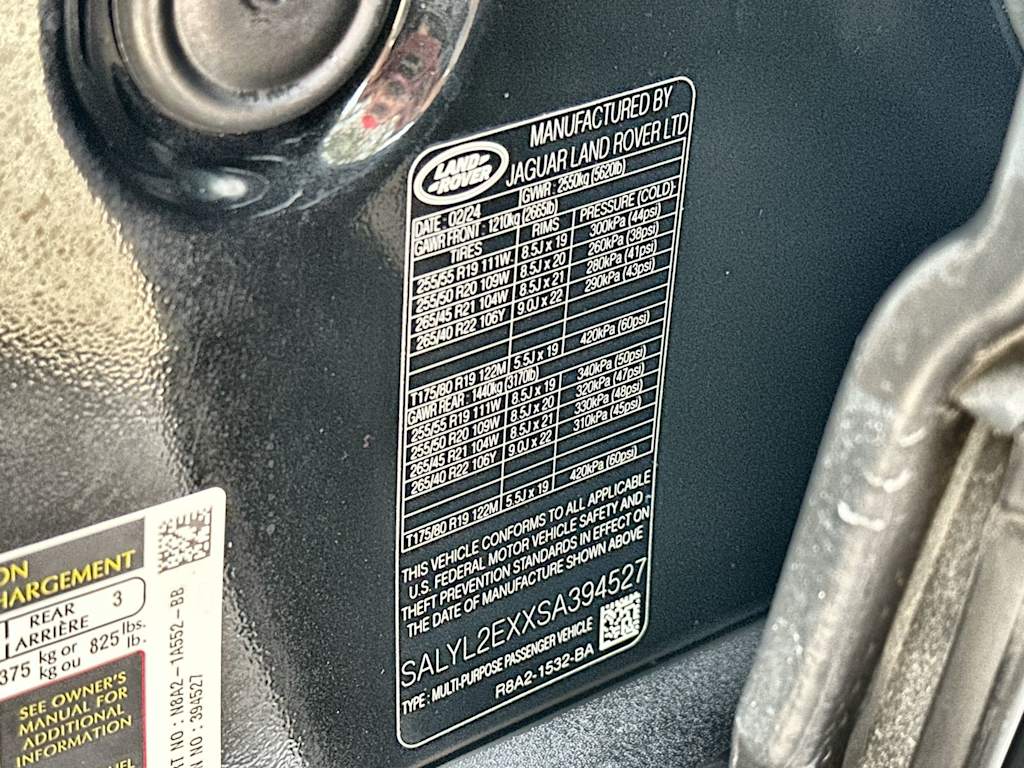 LAND-
-ROVER
MANUFACTURED BY
JAGUAR LAND ROVER LTD
DATE : 02/24 GVWR : 2550kg (5620lb)
GAWR FRONT : 1210kg (2665lb)
TIRES RIMS PRESSURE (COLD):
255/55 R19 111W 8.5J x 19 300kPa (44psi)
255/50 R20 109W 8.5J x 20 260kPa (38psi)
265/45 R21 104W 8.5J x 21 280kPa (41psi)
265/40 R22 106Y 9.0J x 22 290kPa (43psi)
T175/80 R19 122M 5.5J x 19 420kPa (60psi)
GAWR REAR : 1440kg (3170lb)
255/55 R19 111W 8.5J x 19 340kPa (50psi)
255/50 R20 109W 8.5J x 20 320kPa (47psi)
265/45 R21 104W 8.5J x 21 330kPa (48psi)
265/40 R22 106Y 9.0J x 22 310kPa (45psi)
T175/80 R19 122M 5.5J x 19 420kPa (60psi)
THIS VEHICLE CONFORMS TO ALL APPLICABLE
U.S. FEDERAL MOTOR VEHICLE SAFETY AND
THEFT PREVENTION STANDARDS IN EFFECT ON
THE DATE OF MANUFACTURE SHOWN ABOVE
SALYL2EXXSA394527
TYPE : MULTI-PURPOSE PASSENGER VEHICLE
R8A2-1532-BA
ON
HARGEMENT
REAR 3
ARRIÈRE
375 kg or 825 lbs.
kg ou lb.
SEE OWNER'S
MANUAL FOR
ADDITIONAL
INFORMATION
NT NO : N8A2-1A552-BB
N NO : 394527